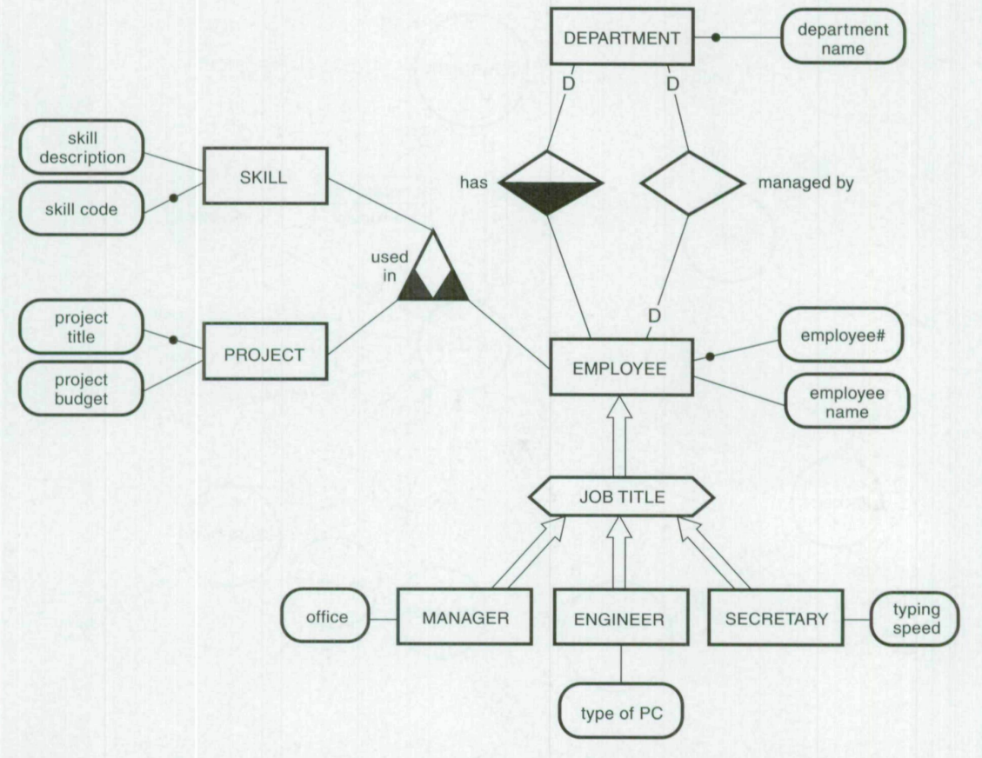 DEPARTMENT
department
name
D
D
skill
description
SKILL
skill code
has
managed by
used
in
project
title
PROJECT
project
budget
D
EMPLOYEE
employee#
employee
name
JOB TITLE
office
MANAGER
ENGINEER
SECRETARY
typing
speed
type of PC